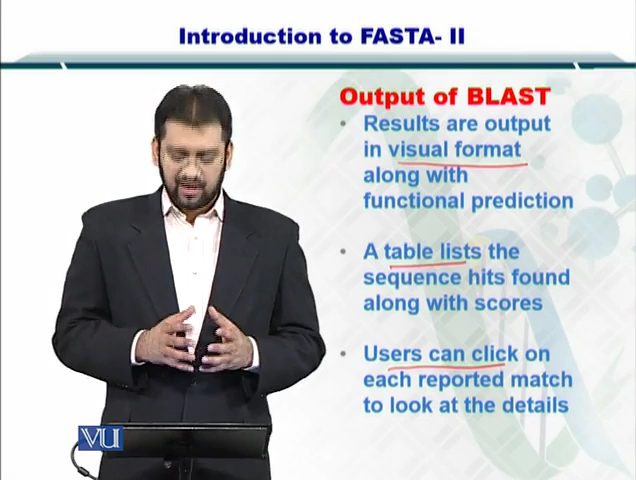 Introduction to FASTA- II
Output of BLAST
• Results are output
in visual format
along with
functional prediction
• A table lists the
sequence hits found
along with scores
• Users can click on
each reported match
to look at the details
VU